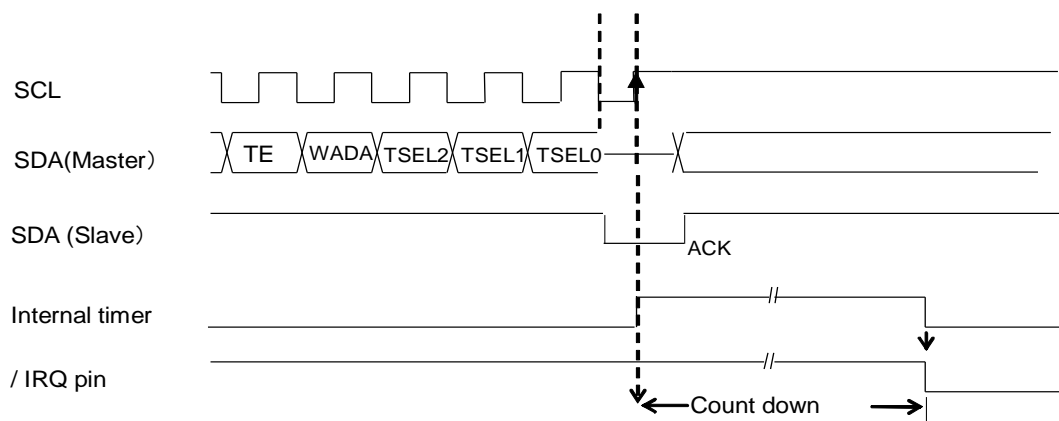 SCL
SDA(Master）
TE
WADA
TSEL2
TSEL1
TSEL0
SDA (Slave）
ACK
Internal timer
//
/ IRQ pin
//
Count down